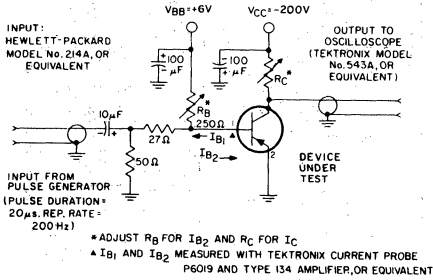 INPUT:
HEWLETT-PACKARD
MODEL No. 214A, OR
EQUIVALENT
VBB=+6V
VCC=-200V
OUTPUT TO
OSCILLOSCOPE
(TEKTRONIX MODEL
No. 543A, OR
EQUIVALENT)
+
100
-
μF
-
100
+
μF
RC*
*
RB
250Ω
10μF
+
27Ω
50Ω
IB1 ▲
IB2
1
2
DEVICE
UNDER
TEST
INPUT FROM
PULSE GENERATOR
(PULSE DURATION=
20μs. REP. RATE=
200Hz)
* ADJUST RB FOR IB2 AND RC FOR IC
▲ IB1 AND IB2 MEASURED WITH TEKTRONIX CURRENT PROBE
P6019 AND TYPE 134 AMPLIFIER, OR EQUIVALENT